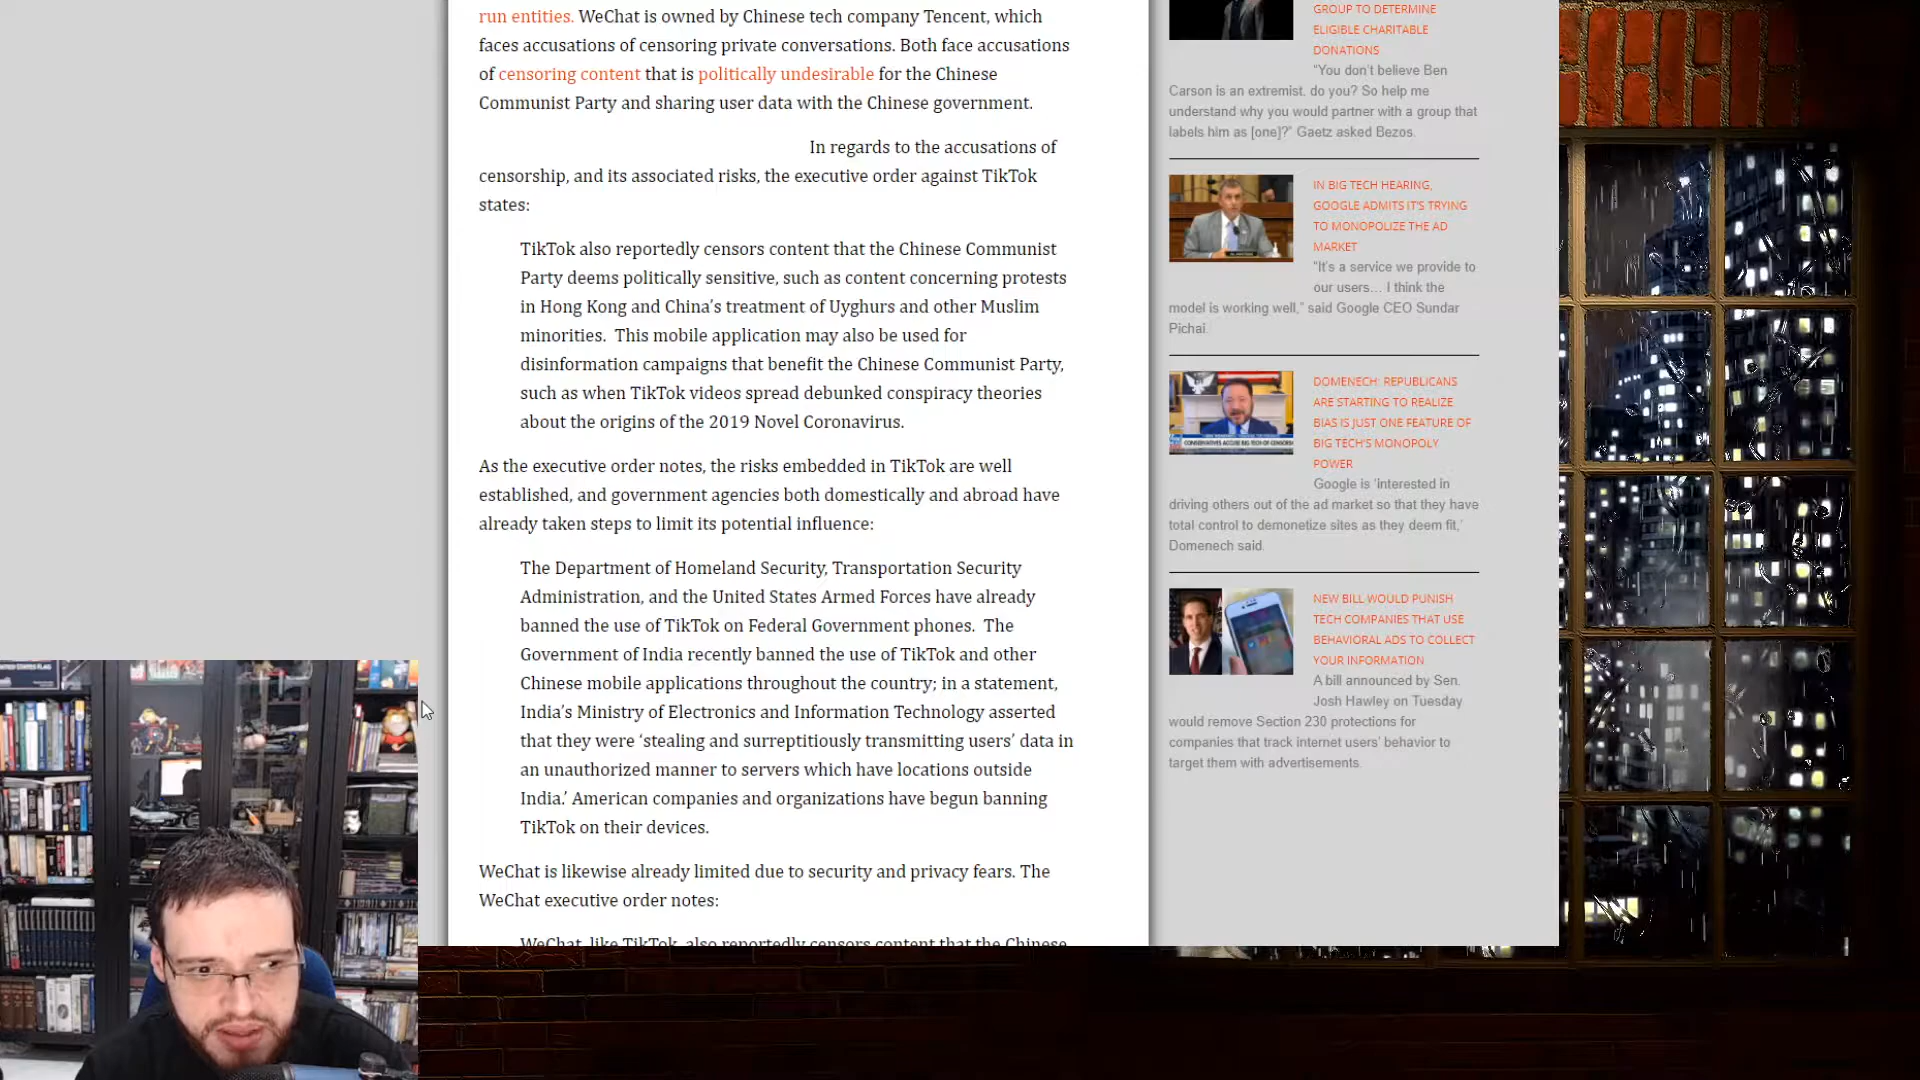 run entities. WeChat is owned by Chinese tech company Tencent, which
faces accusations of censoring private conversations. Both face accusations
of censoring content that is politically undesirable for the Chinese
Communist Party and sharing user data with the Chinese government.
In regards to the accusations of
censorship, and its associated risks, the executive order against TikTok
states:
TikTok also reportedly censors content that the Chinese Communist
Party deems politically sensitive, such as content concerning protests
in Hong Kong and China's treatment of Uyghurs and other Muslim
minorities.  This mobile application may also be used for
disinformation campaigns that benefit the Chinese Communist Party,
such as when TikTok videos spread debunked conspiracy theories
about the origins of the 2019 Novel Coronavirus.
As the executive order notes, the risks embedded in TikTok are well
established, and government agencies both domestically and abroad have
already taken steps to limit its potential influence:
The Department of Homeland Security, Transportation Security
Administration, and the United States Armed Forces have already
banned the use of TikTok on Federal Government phones.  The
Government of India recently banned the use of TikTok and other
Chinese mobile applications throughout the country; in a statement,
India's Ministry of Electronics and Information Technology asserted
that they were 'stealing and surreptitiously transmitting users' data in
an unauthorized manner to servers which have locations outside
India.' American companies and organizations have begun banning
TikTok on their devices.
WeChat is likewise already limited due to security and privacy fears. The
WeChat executive order notes:
WeChat, like TikTok, also reportedly censors content that the Chinese
GROUP TO DETERMINE
ELIGIBLE CHARITABLE
DONATIONS
"You don't believe Ben
Carson is an extremist, do you? So help me
understand why you would partner with a group that
labels him as [one]?" Gaetz asked Bezos.
IN BIG TECH HEARING,
GOOGLE ADMITS IT'S TRYING
TO MONOPOLIZE THE AD
MARKET
"It's a service we provide to
our users… I think the
model is working well," said Google CEO Sundar
Pichai.
DOMENECH: REPUBLICANS
ARE STARTING TO REALIZE
BIAS IS JUST ONE FEATURE OF
BIG TECH'S MONOPOLY
POWER
Google is 'interested in
driving others out of the ad market so that they have
total control to demonetize sites as they deem fit,'
Domenech said.
CONSERVATIVES ACCUSE BIG TECH OF CENSORS
NEW BILL WOULD PUNISH
TECH COMPANIES THAT USE
BEHAVIORAL ADS TO COLLECT
YOUR INFORMATION
A bill announced by Sen.
Josh Hawley on Tuesday
would remove Section 230 protections for
companies that track internet users' behavior to
target them with advertisements.